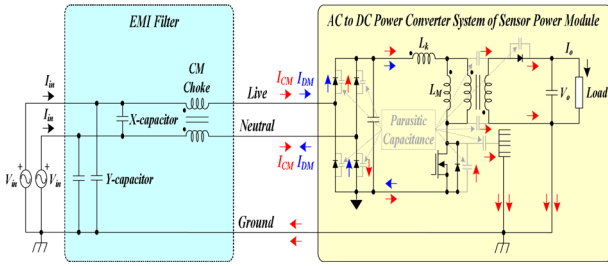 EMI Filter
AC to DC Power Converter System of Sensor Power Module
I_in
I_in
CM
Choke
X-capacitor
Y-capacitor
V_in
V_in
Live
Neutral
Ground
I_CM I_DM
I_CM I_DM
L_k
L_M
Parasitic
Capacitance
I_o
V_o
Load